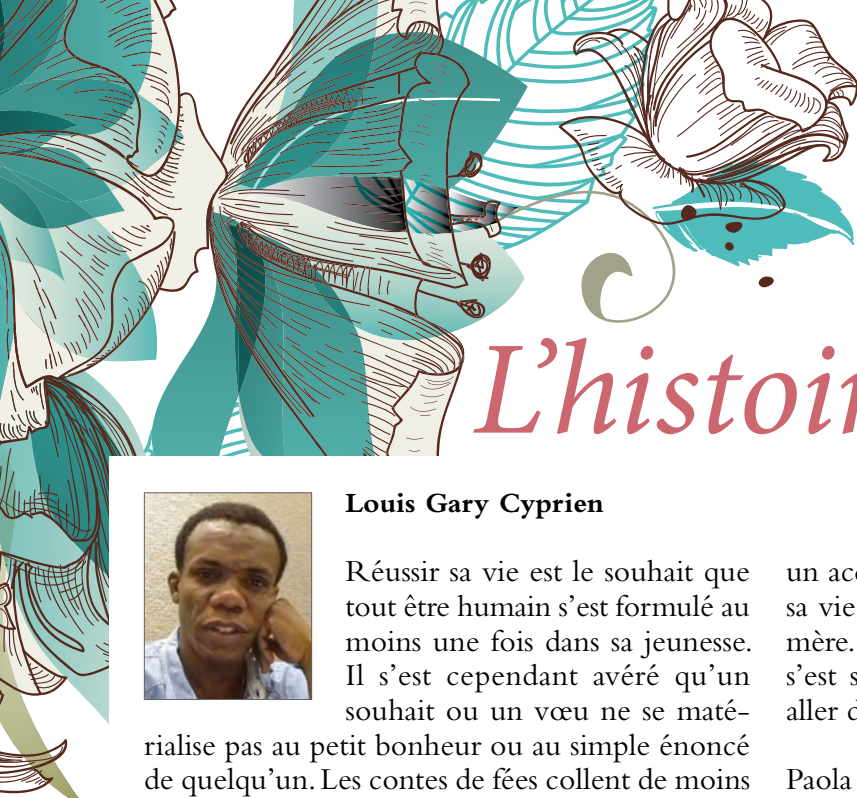 L'histoi
Louis Gary Cyprien
Réussir sa vie est le souhait que
tout être humain s'est formulé au
moins une fois dans sa jeunesse.
Il s'est cependant avéré qu'un
souhait ou un vœu ne se maté-
rialise pas au petit bonheur ou au simple énoncé
de quelqu'un. Les contes de fées collent de moins
un
sa vie
mère.
s'est
aller
Paola